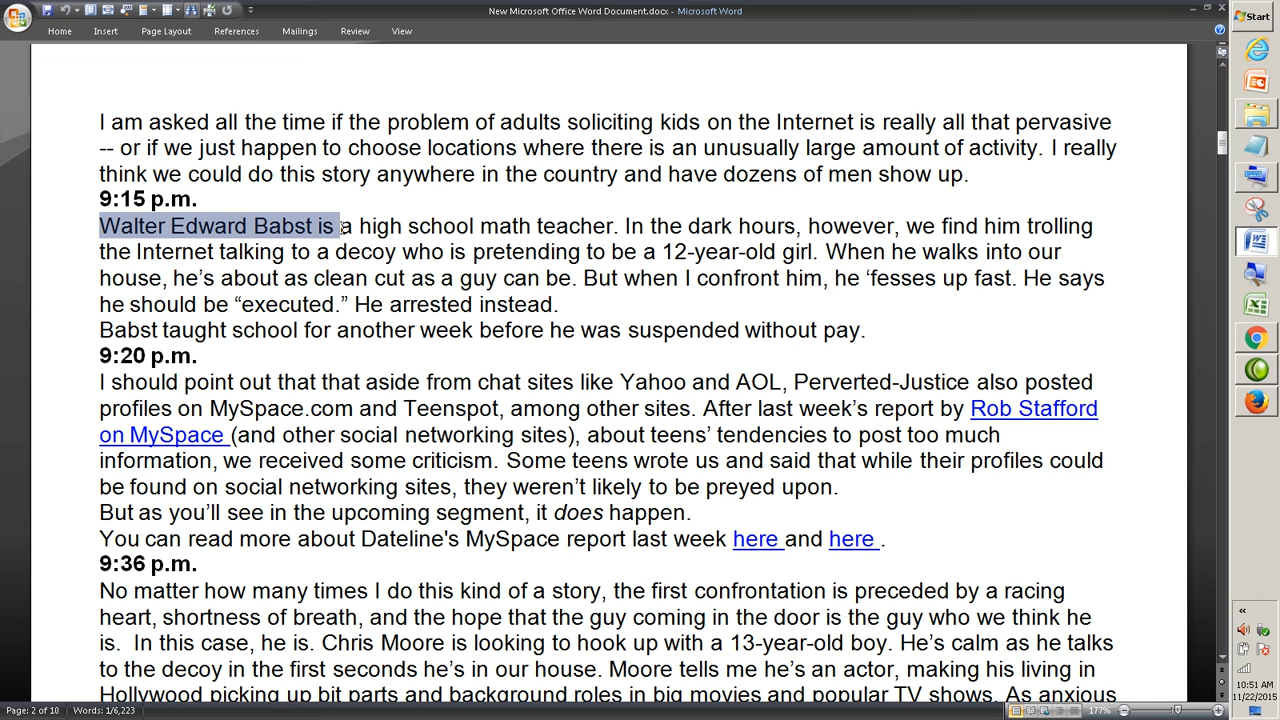 New Microsoft Office Word Document.docx - Microsoft Word
Home Insert Page Layout References Mailings Review View
Start
I am asked all the time if the problem of adults soliciting kids on the Internet is really all that pervasive
-- or if we just happen to choose locations where there is an unusually large amount of activity. I really
think we could do this story anywhere in the country and have dozens of men show up.
9:15 p.m.
Walter Edward Babst is a high school math teacher. In the dark hours, however, we find him trolling
the Internet talking to a decoy who is pretending to be a 12-year-old girl. When he walks into our
house, he’s about as clean cut as a guy can be. But when I confront him, he ‘fesses up fast. He says
he should be “executed.” He arrested instead.
Babst taught school for another week before he was suspended without pay.
9:20 p.m.
I should point out that that aside from chat sites like Yahoo and AOL, Perverted-Justice also posted
profiles on MySpace.com and Teenspot, among other sites. After last week’s report by Rob Stafford
on MySpace (and other social networking sites), about teens’ tendencies to post too much
information, we received some criticism. Some teens wrote us and said that while their profiles could
be found on social networking sites, they weren’t likely to be preyed upon.
But as you’ll see in the upcoming segment, it does happen.
You can read more about Dateline's MySpace report last week here and here .
9:36 p.m.
No matter how many times I do this kind of a story, the first confrontation is preceded by a racing
heart, shortness of breath, and the hope that the guy coming in the door is the guy who we think he
is.  In this case, he is. Chris Moore is looking to hook up with a 13-year-old boy. He’s calm as he talks
to the decoy in the first seconds he’s in our house. Moore tells me he’s an actor, making his living in
Hollywood picking up bit parts and background roles in big movies and popular TV shows. As anxious
10:51 AM
11/22/2015
Page: 2 of 10 Words: 1/6,223 177%